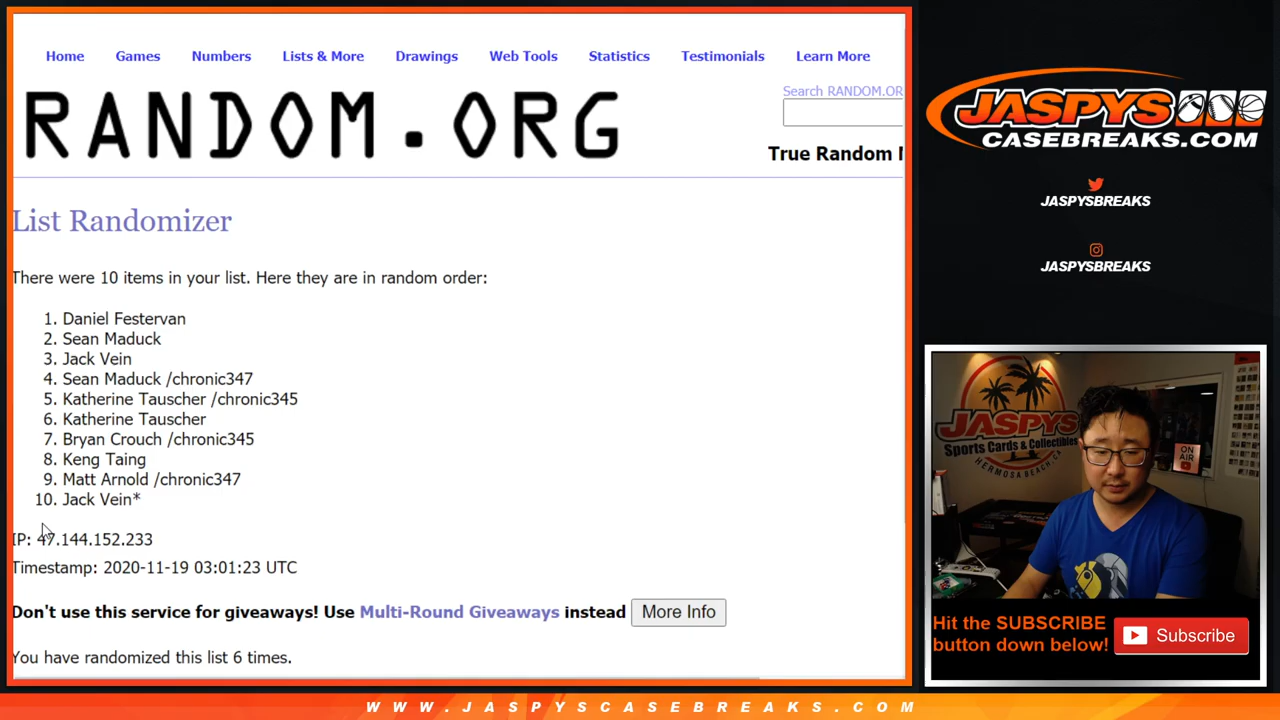 Home Games Numbers Lists & More Drawings Web Tools Statistics Testimonials Learn More
RANDOM.ORG
Search RANDOM.OR
True Random
List Randomizer
There were 10 items in your list. Here they are in random order:
1. Daniel Festervan
2. Sean Maduck
3. Jack Vein
4. Sean Maduck /chronic347
5. Katherine Tauscher /chronic345
6. Katherine Tauscher
7. Bryan Crouch /chronic345
8. Keng Taing
9. Matt Arnold /chronic347
10. Jack Vein*
IP: 47.144.152.233
Timestamp: 2020-11-19 03:01:23 UTC
Don't use this service for giveaways! Use Multi-Round Giveaways instead More Info
You have randomized this list 6 times.
JASPYS
CASEBREAKS.COM
JASPYSBREAKS
JASPYSBREAKS
JASPYS
Sports Cards & Collectibles
HERMOSA BEACH, CA
ON AIR
Hit the SUBSCRIBE
button down below!
Subscribe
WWW.JASPYSCASEBREAKS.COM